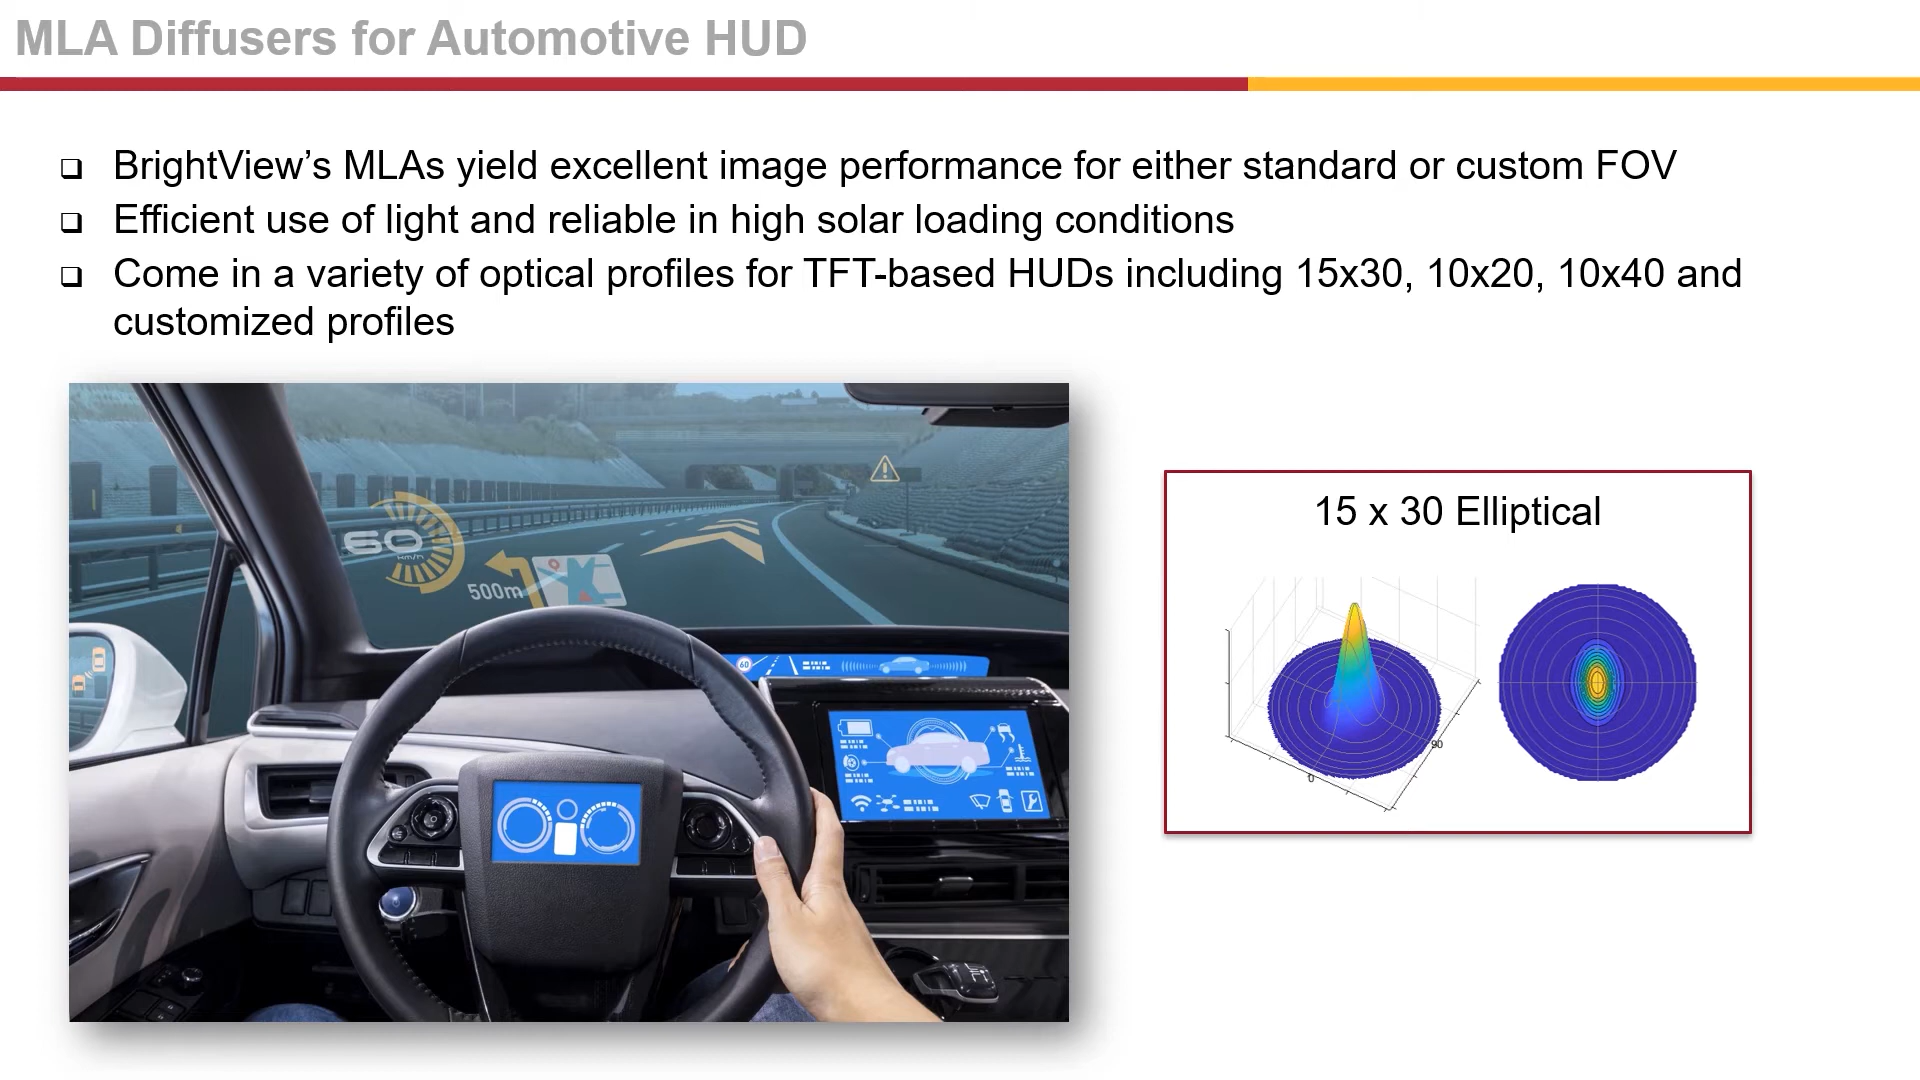 MLA Diffusers for Automotive HUD
❑ BrightView’s MLAs yield excellent image performance for either standard or custom FOV
❑ Efficient use of light and reliable in high solar loading conditions
❑ Come in a variety of optical profiles for TFT-based HUDs including 15x30, 10x20, 10x40 and
customized profiles
60
km/h
500m
60
15 x 30 Elliptical
90
0